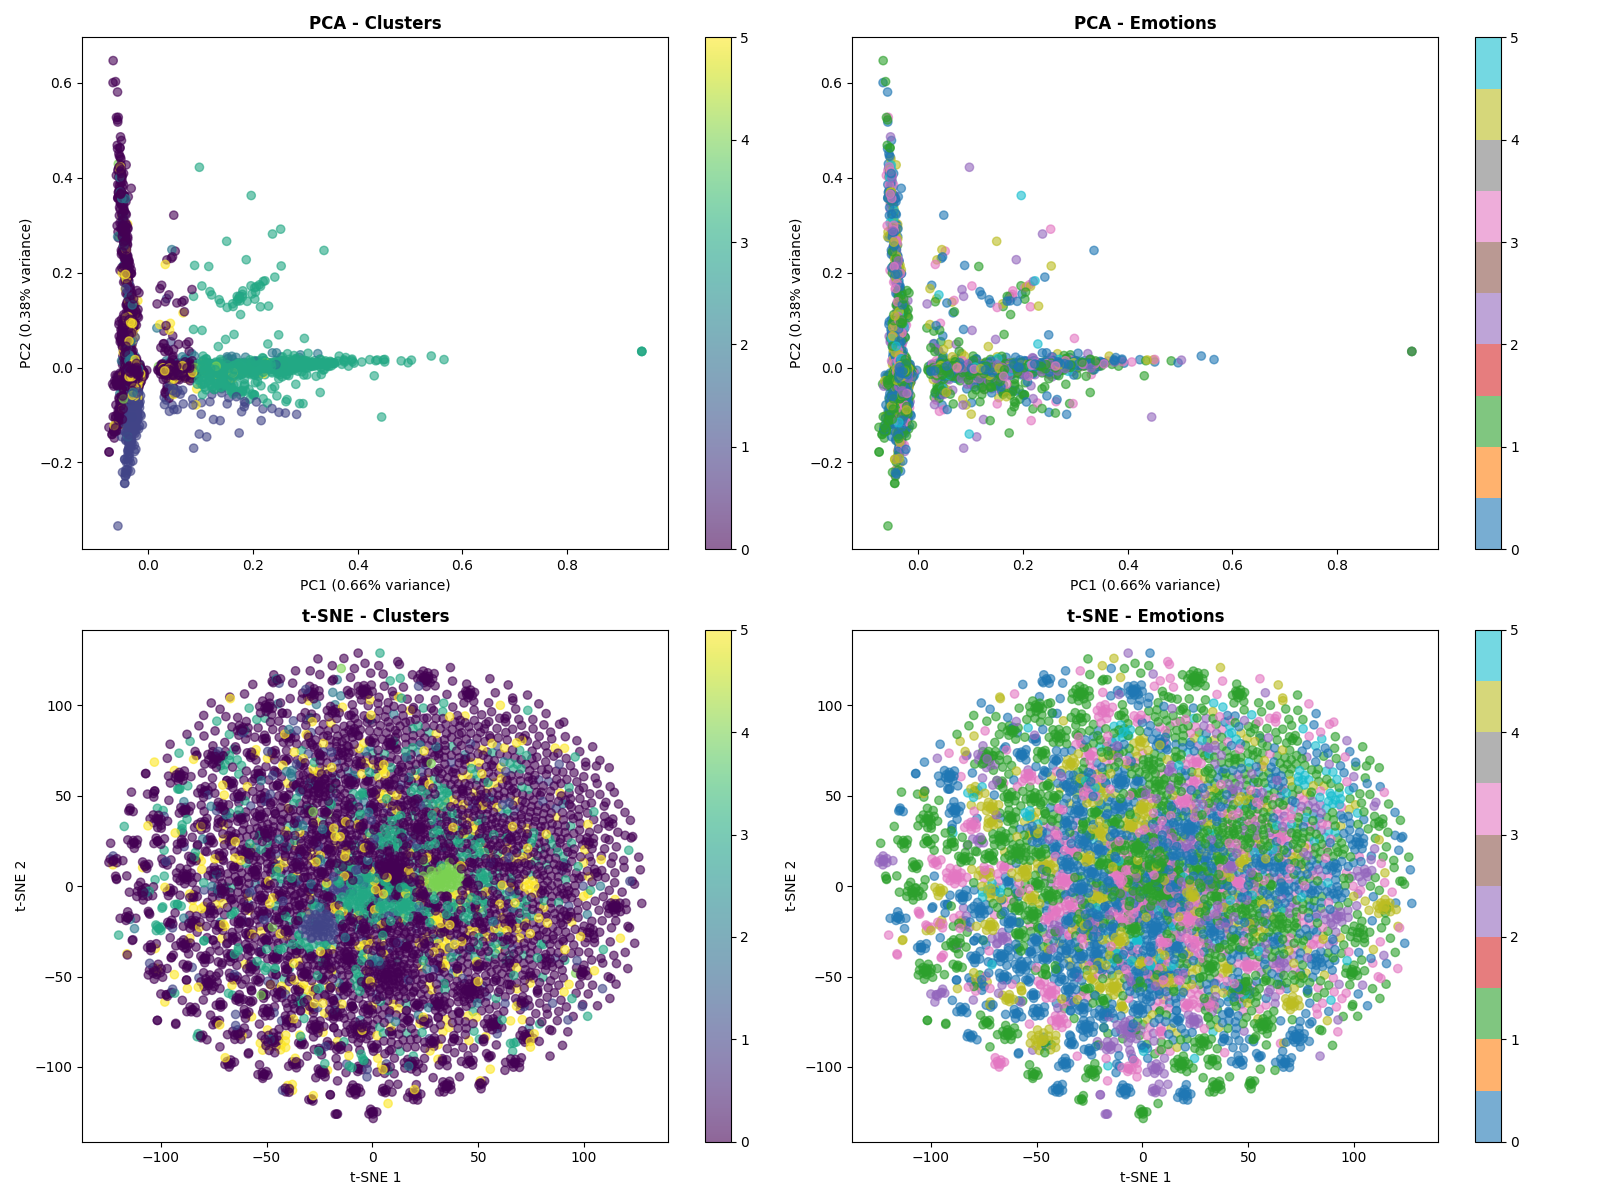 PCA - Clusters
PC2 (0.38% variance)
0.6
0.4
0.2
0.0
−0.2
0.0 0.2 0.4 0.6 0.8
PC1 (0.66% variance)
5
4
3
2
1
0
PCA - Emotions
PC2 (0.38% variance)
0.6
0.4
0.2
0.0
−0.2
0.0 0.2 0.4 0.6 0.8
PC1 (0.66% variance)
5
4
3
2
1
0
t-SNE - Clusters
t-SNE 2
100
50
0
−50
−100
−100 −50 0 50 100
t-SNE 1
5
4
3
2
1
0
t-SNE - Emotions
t-SNE 2
100
50
0
−50
−100
−100 −50 0 50 100
t-SNE 1
5
4
3
2
1
0